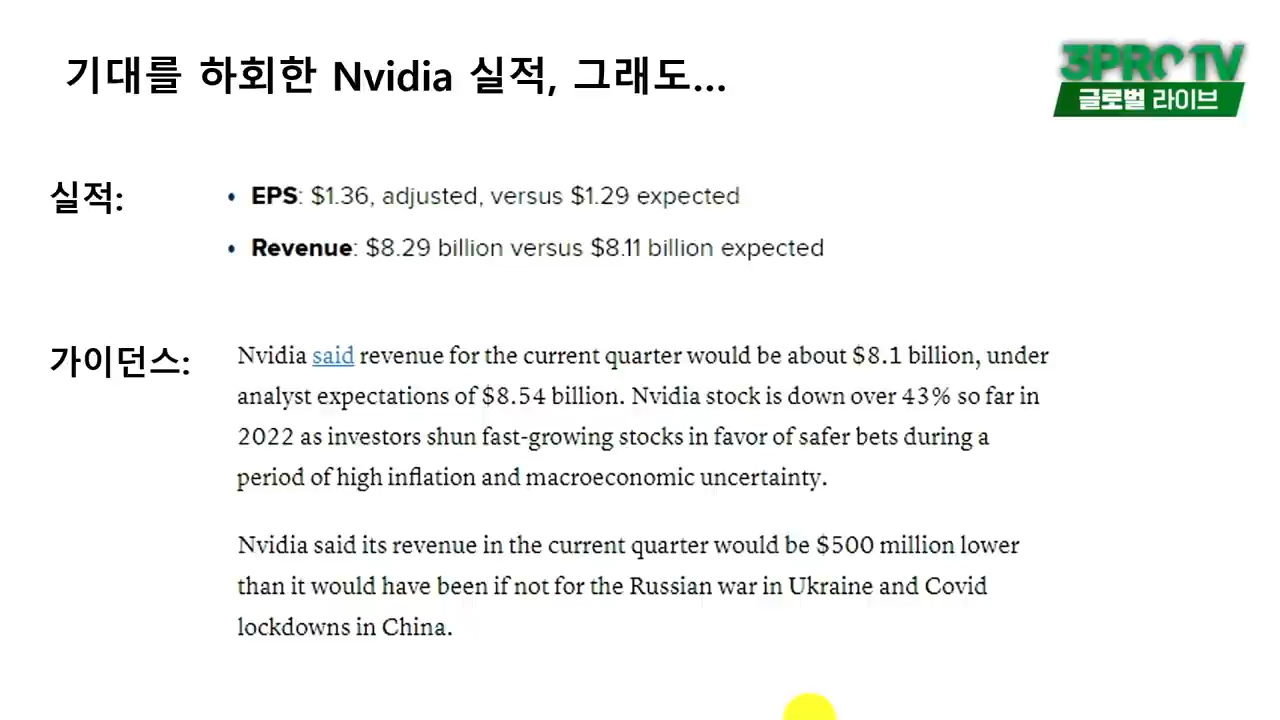 기대를 하회한 Nvidia 실적, 그래도...
3PRO TV
글로벌 라이브
실적:
• EPS: $1.36, adjusted, versus $1.29 expected
• Revenue: $8.29 billion versus $8.11 billion expected
가이던스:
Nvidia said revenue for the current quarter would be about $8.1 billion, under
analyst expectations of $8.54 billion. Nvidia stock is down over 43% so far in
2022 as investors shun fast-growing stocks in favor of safer bets during a
period of high inflation and macroeconomic uncertainty.
Nvidia said its revenue in the current quarter would be $500 million lower
than it would have been if not for the Russian war in Ukraine and Covid
lockdowns in China.